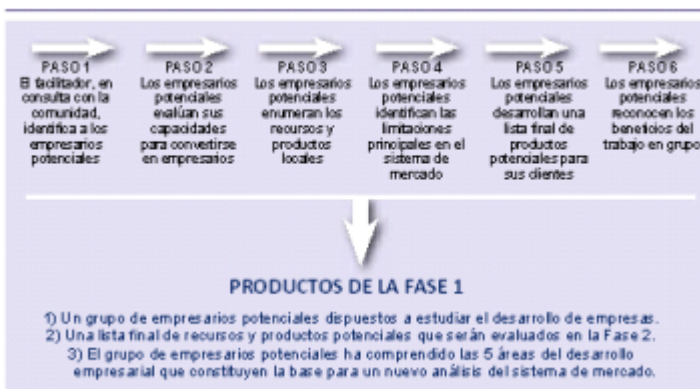 PASO 1
El facilitador, en
consulta con la
comunidad,
identifica a los
empresarios
potenciales
PASO 2
Los empresarios
potenciales
evalúan sus
capacidades
para convertirse
en empresarios
PASO 3
Los empresarios
potenciales
enumeran los
recursos y
productos
locales
PASO 4
Los empresarios
potenciales
identifican las
limitaciones
principales en el
sistema de
mercado
PASO 5
Los empresarios
potenciales
desarrollan una
lista final de
productos
potenciales para
sus clientes
PASO 6
Los empresarios
potenciales
reconocen los
beneficios del
trabajo en grupo
PRODUCTOS DE LA FASE 1
1) Un grupo de empresarios potenciales dispuestos a estudiar el desarrollo de empresas.
2) Una lista final de recursos y productos potenciales que serán evaluados en la Fase 2.
3) El grupo de empresarios potenciales ha comprendido las 5 áreas del desarrollo
empresarial que constituyen la base para un nuevo análisis del sistema de mercado.